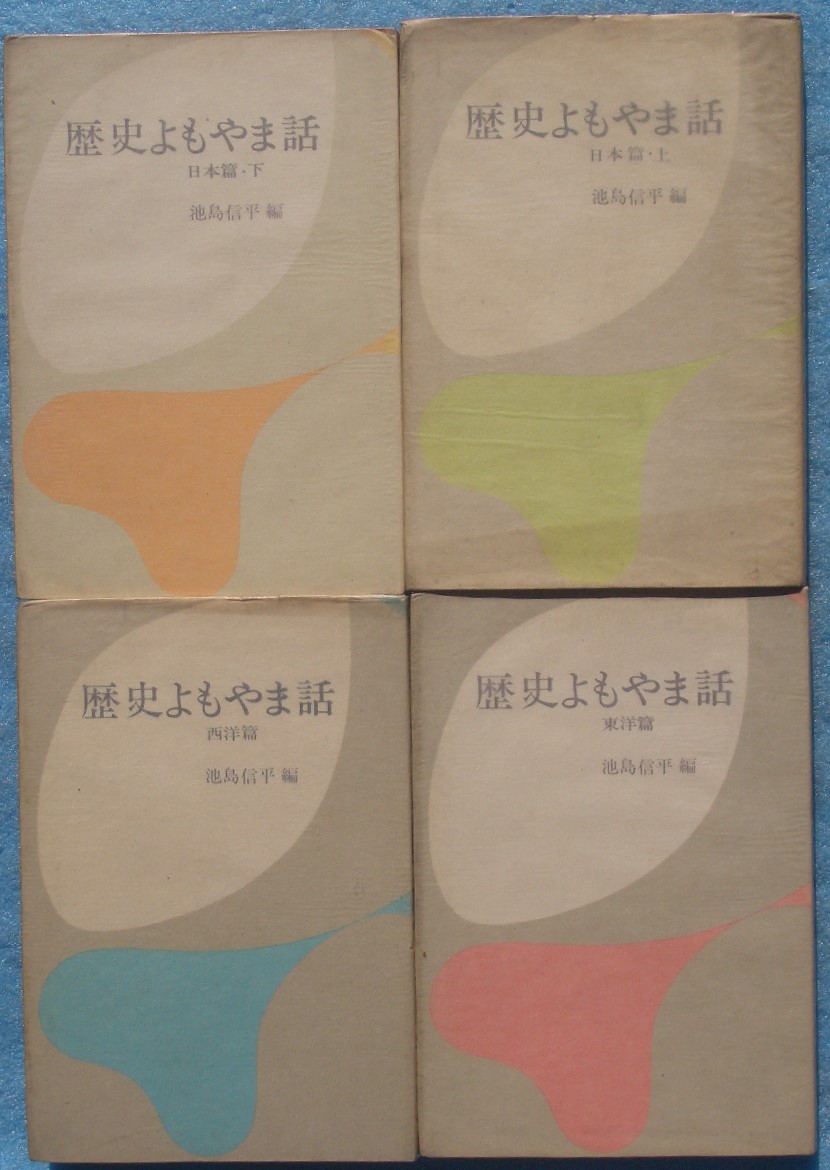 歴史よもやま話
日本篇・下
池島信平 編
歴史よもやま話
日本篇・上
池島信平 編
歴史よもやま話
西洋篇
池島信平 編
歴史よもやま話
東洋篇
池島信平 編